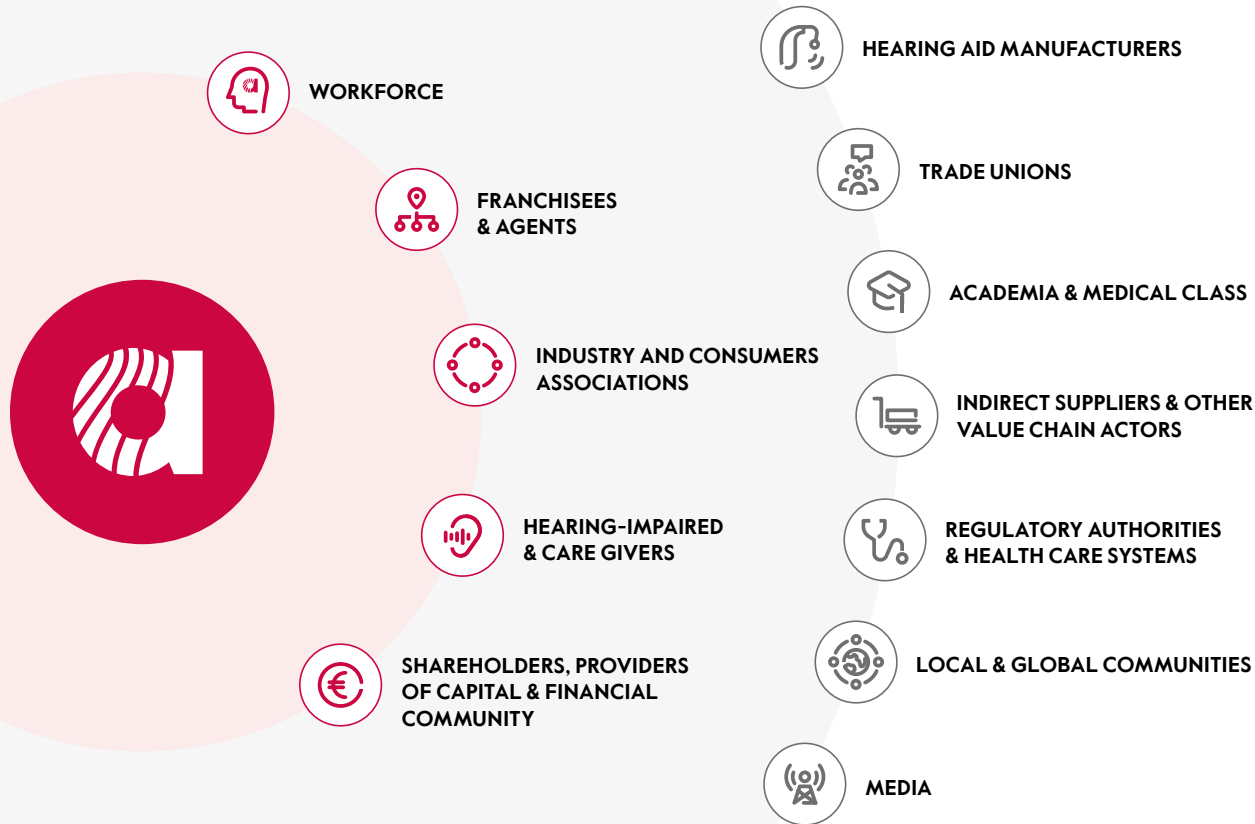 WORKFORCE
FRANCHISEES
& AGENTS
INDUSTRY AND CONSUMERS
ASSOCIATIONS
HEARING-IMPAIRED
& CARE GIVERS
SHAREHOLDERS, PROVIDERS
OF CAPITAL & FINANCIAL
COMMUNITY
HEARING AID MANUFACTURERS
TRADE UNIONS
ACADEMIA & MEDICAL CLASS
INDIRECT SUPPLIERS & OTHER
VALUE CHAIN ACTORS
REGULATORY AUTHORITIES
& HEALTH CARE SYSTEMS
LOCAL & GLOBAL COMMUNITIES
MEDIA